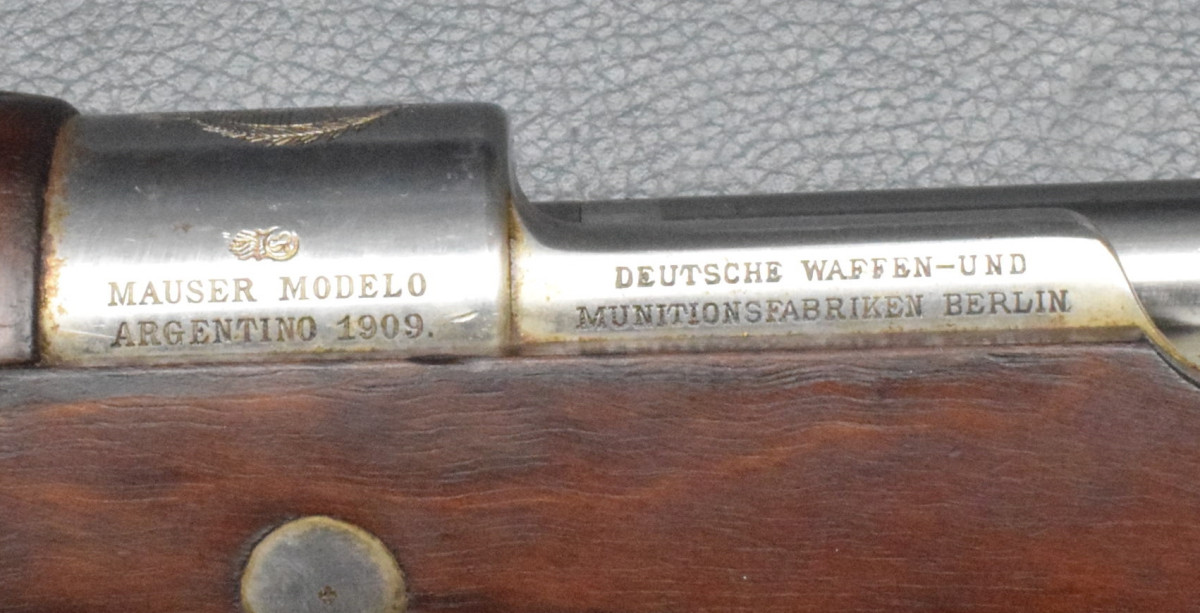 MAUSER MODELO
ARGENTINO 1909.
DEUTSCHE WAFFEN-UND
MUNITIONSFABRIKEN BERLIN